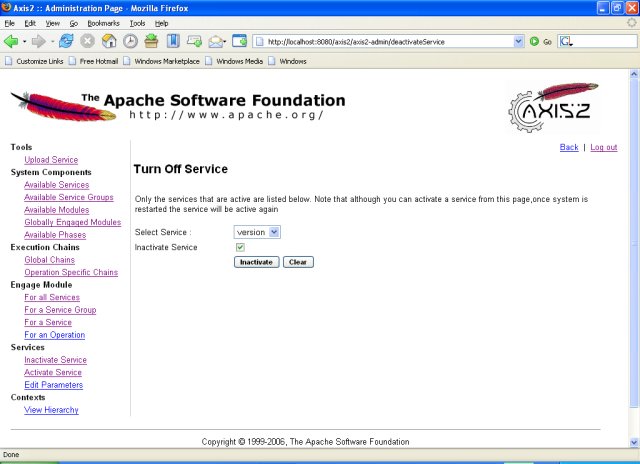 Axis2 :: Administration Page - Mozilla Firefox
File Edit View Go Bookmarks Tools Help
http://localhost:8080/axis2/axis2-admin/deactivateService
Go
G
Customize Links Free Hotmail Windows Marketplace Windows Media Windows
The Apache Software Foundation
http://www.apache.org/
AXIS2
Back | Log out
Tools
Upload Service
System Components
Available Services
Available Service Groups
Available Modules
Globally Engaged Modules
Available Phases
Execution Chains
Global Chains
Operation Specific Chains
Engage Module
For all Services
For a Service Group
For a Service
For an Operation
Services
Inactivate Service
Activate Service
Edit Parameters
Contexts
View Hierarchy
Turn Off Service
Only the services that are active are listed below. Note that although you can activate a service from this page,once system is
restarted the service will be active again
Select Service : version
Inactivate Service
Inactivate Clear
Copyright © 1999-2006, The Apache Software Foundation
Done